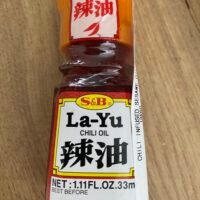 辣油
S&B
La-Yu
CHILI OIL
辣油
NET:1.11FL.OZ.33m
BEST BEFORE
CHILI INFUSED SESAME